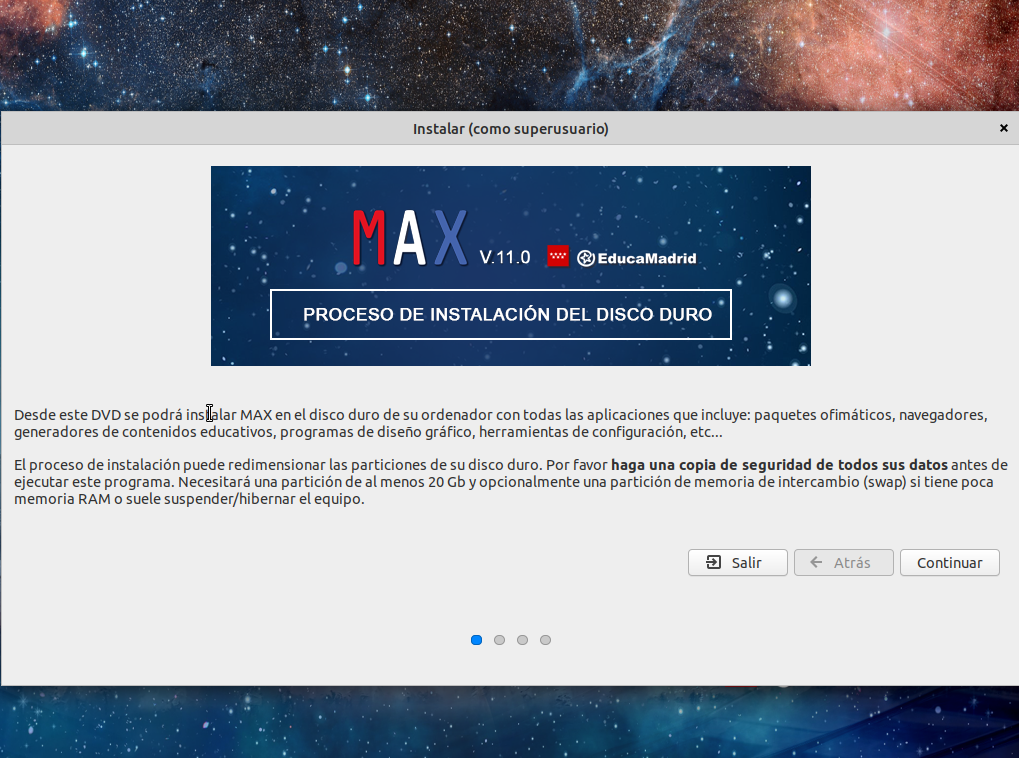 Instalar (como superusuario)
MAX V.11.0 EducaMadrid
PROCESO DE INSTALACIÓN DEL DISCO DURO
Desde este DVD se podrá instalar MAX en el disco duro de su ordenador con todas las aplicaciones que incluye: paquetes ofimáticos, navegadores,
generadores de contenidos educativos, programas de diseño gráfico, herramientas de configuración, etc...
El proceso de instalación puede redimensionar las particiones de su disco duro. Por favor haga una copia de seguridad de todos sus datos antes de
ejecutar este programa. Necesitará una partición de al menos 20 Gb y opcionalmente una partición de memoria de intercambio (swap) si tiene poca
memoria RAM o suele suspender/hibernar el equipo.
Salir Atrás Continuar